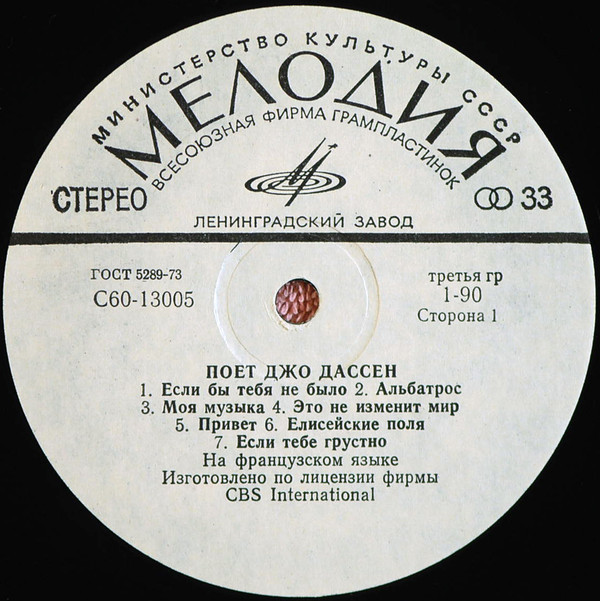 МИНИСТЕРСТВО КУЛЬТУРЫ СССР
МЕЛОДИЯ
ВСЕСОЮЗНАЯ ФИРМА ГРАМПЛАСТИНОК
СТЕРЕО
33
ЛЕНИНГРАДСКИЙ ЗАВОД
ГОСТ 5289-73
С60-13005
третья гр
1-90
Сторона 1
ПОЕТ ДЖО ДАССЕН
1. Если бы тебя не было 2. Альбатрос
3. Моя музыка 4. Это не изменит мир
5. Привет 6. Елисейские поля
7. Если тебе грустно
На французском языке
Изготовлено по лицензии фирмы
CBS International